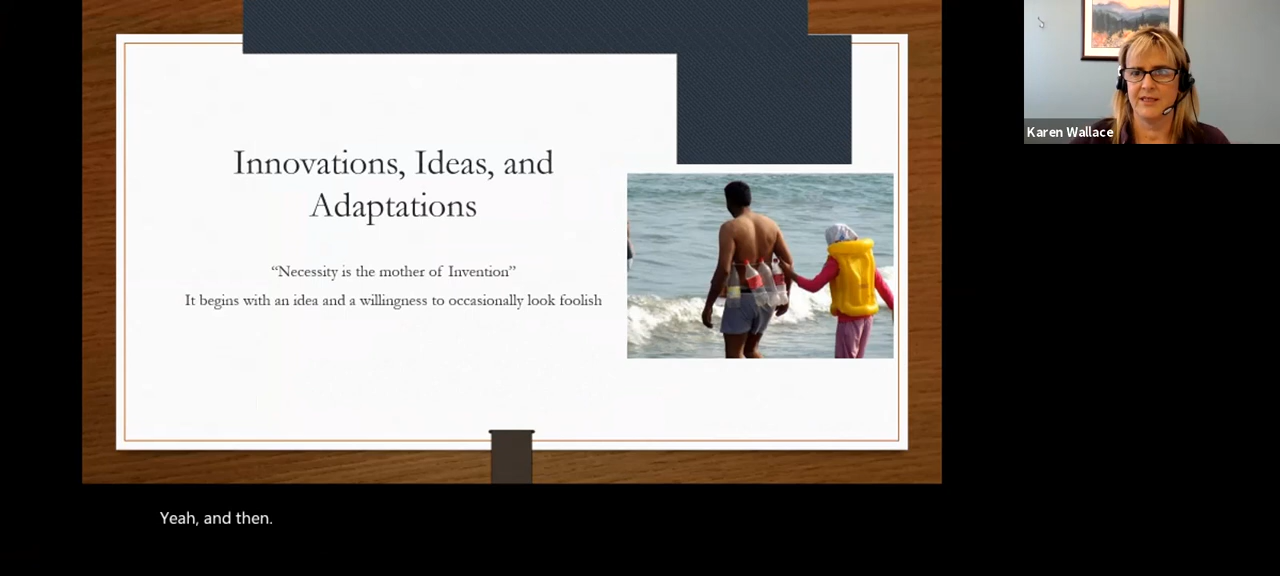 Innovations, Ideas, and
Adaptations
“Necessity is the mother of Invention”
It begins with an idea and a willingness to occasionally look foolish
Karen Wallace
Yeah, and then.